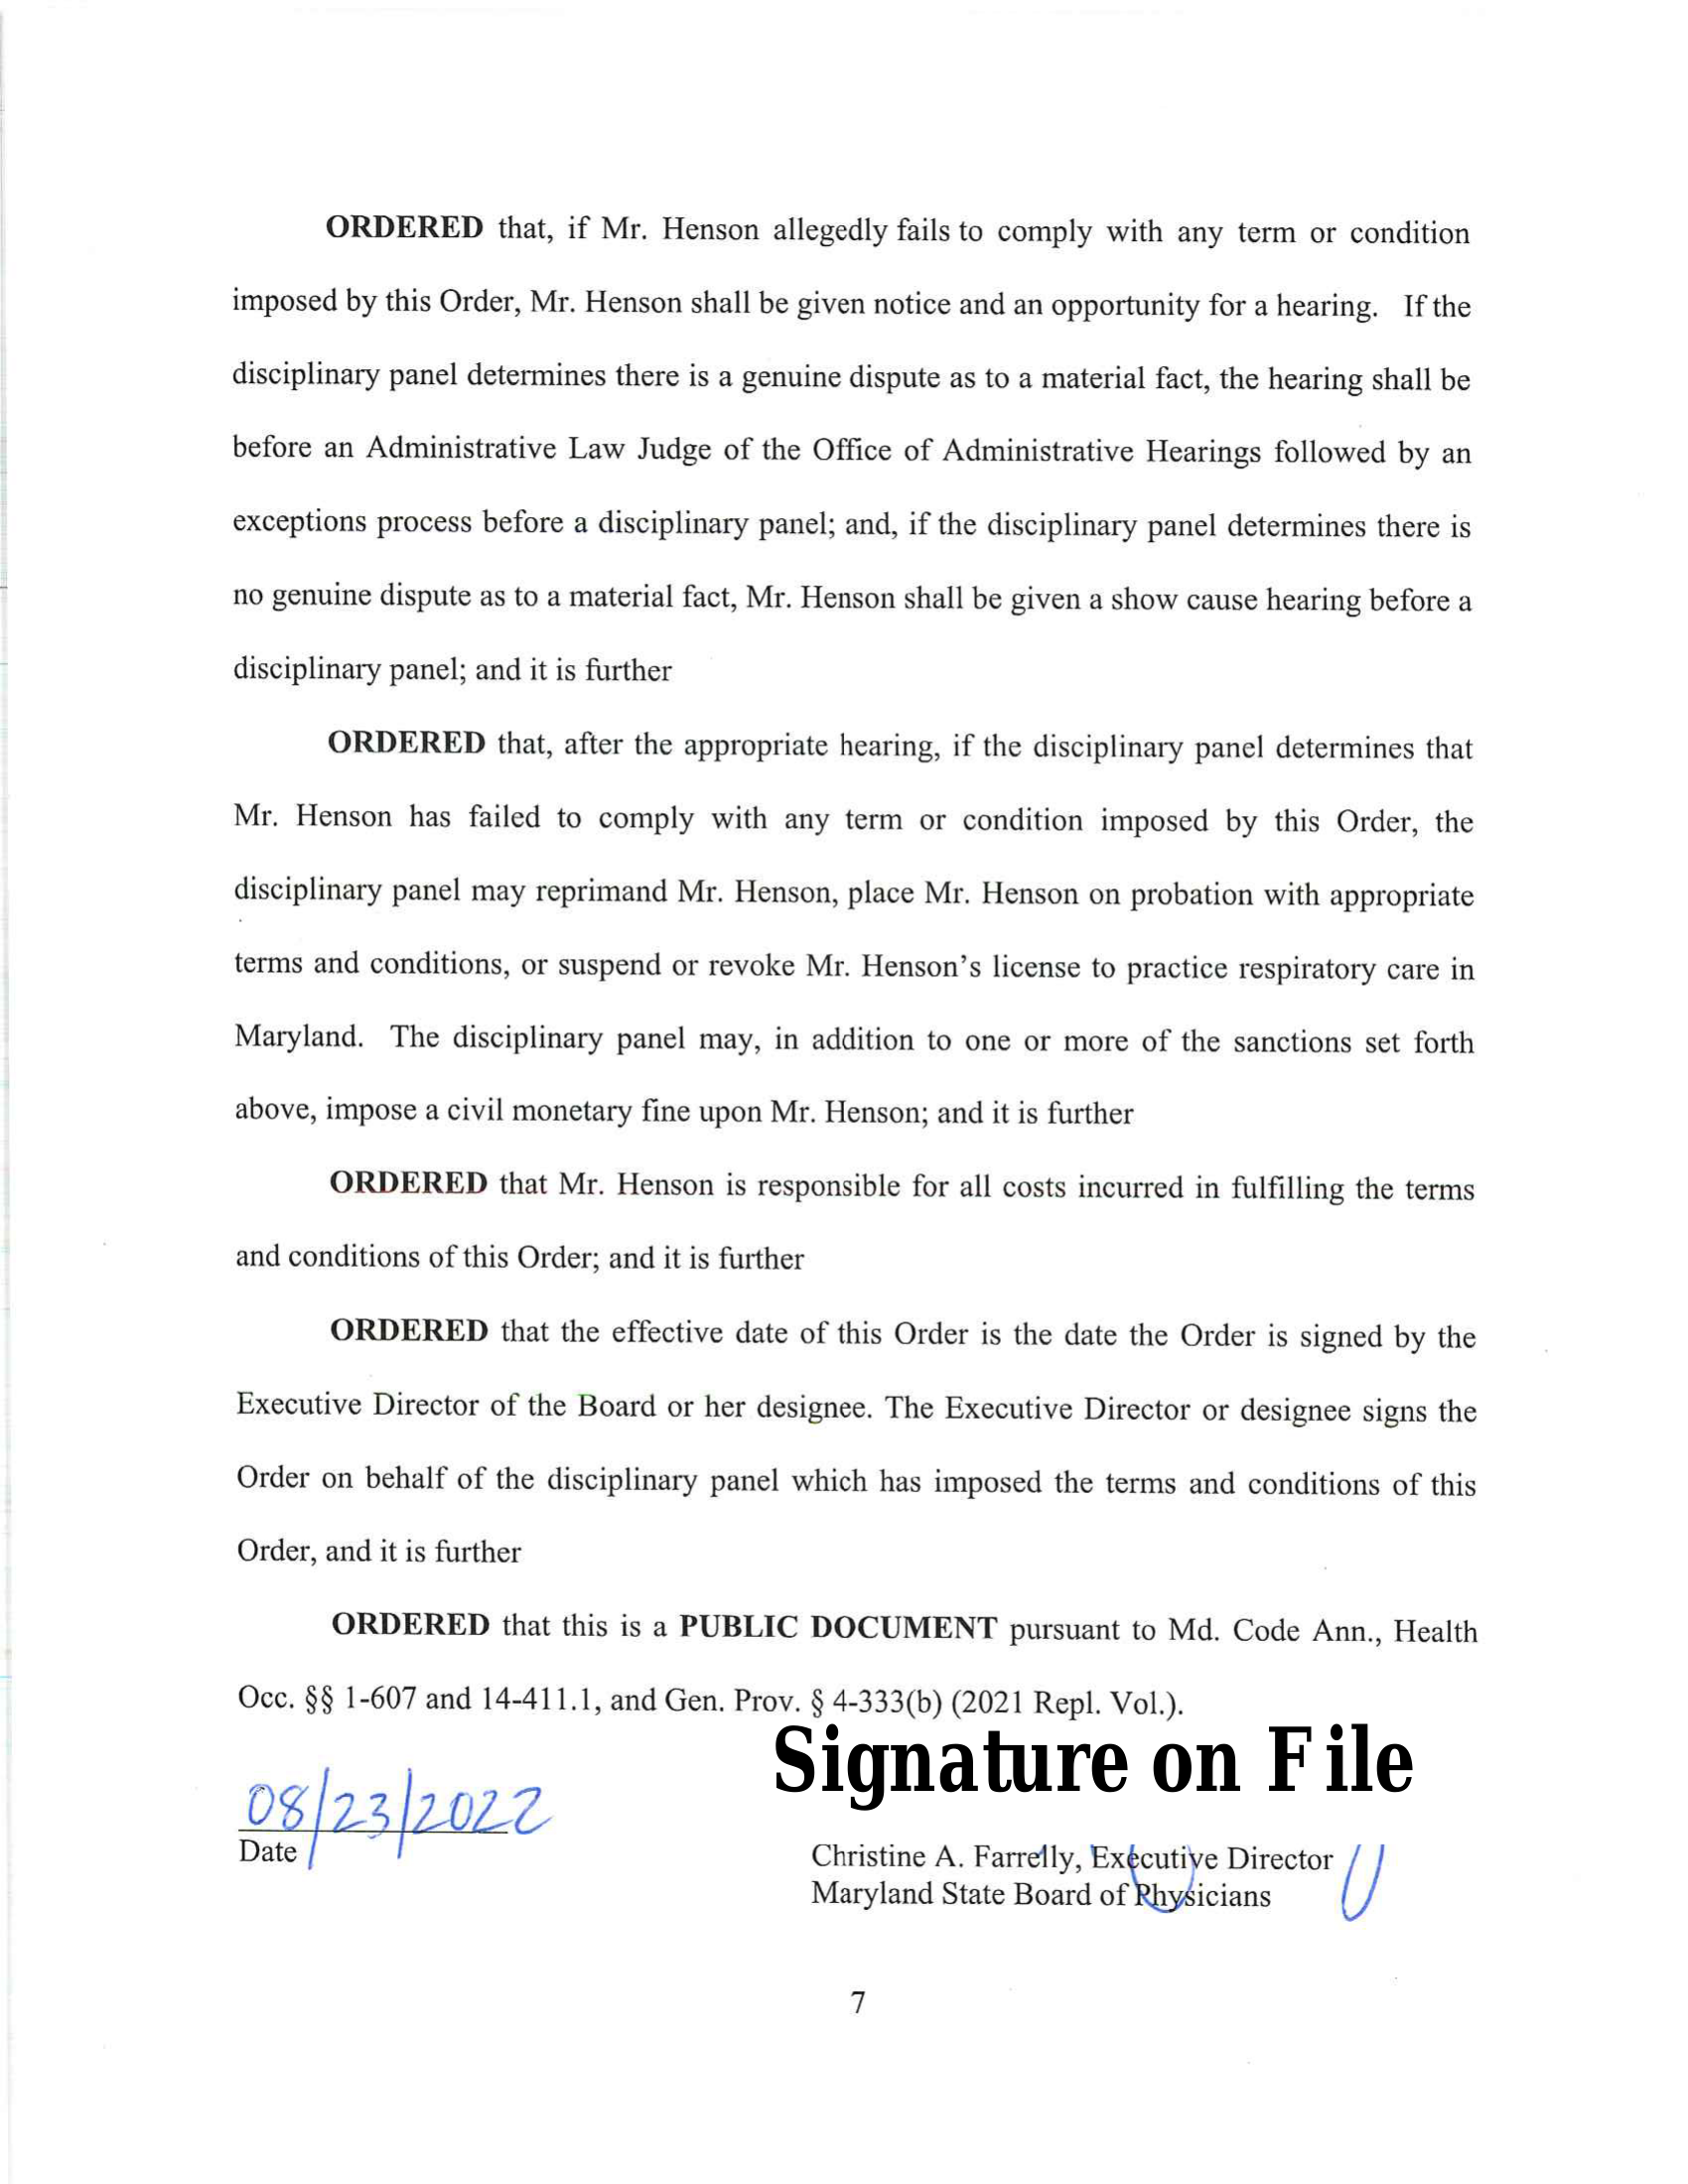 ORDERED that, if Mr. Henson allegedly fails to comply with any term or condition
imposed by this Order, Mr. Henson shall be given notice and an opportunity for a hearing. If the
disciplinary panel determines there is a genuine dispute as to a material fact, the hearing shall be
before an Administrative Law Judge of the Office of Administrative Hearings followed by an
exceptions process before a disciplinary panel; and, if the disciplinary panel determines there is
no genuine dispute as to a material fact, Mr. Henson shall be given a show cause hearing before a
disciplinary panel; and it is further
ORDERED that, after the appropriate hearing, if the disciplinary panel determines that
Mr. Henson has failed to comply with any term or condition imposed by this Order, the
disciplinary panel may reprimand Mr. Henson, place Mr. Henson on probation with appropriate
terms and conditions, or suspend or revoke Mr. Henson's license to practice respiratory care in
Maryland. The disciplinary panel may, in addition to one or more of the sanctions set forth
above, impose a civil monetary fine upon Mr. Henson; and it is further
ORDERED that Mr. Henson is responsible for all costs incurred in fulfilling the terms
and conditions of this Order; and it is further
ORDERED that the effective date of this Order is the date the Order is signed by the
Executive Director of the Board or her designee. The Executive Director or designee signs the
Order on behalf of the disciplinary panel which has imposed the terms and conditions of this
Order, and it is further
ORDERED that this is a PUBLIC DOCUMENT pursuant to Md. Code Ann., Health
Occ. §§ 1-607 and 14-411.1, and Gen. Prov. § 4-333(b) (2021 Repl. Vol.).
Signature on File
08/23/2022
Date
Christine A. Farrelly, Executive Director
Maryland State Board of Physicians
7